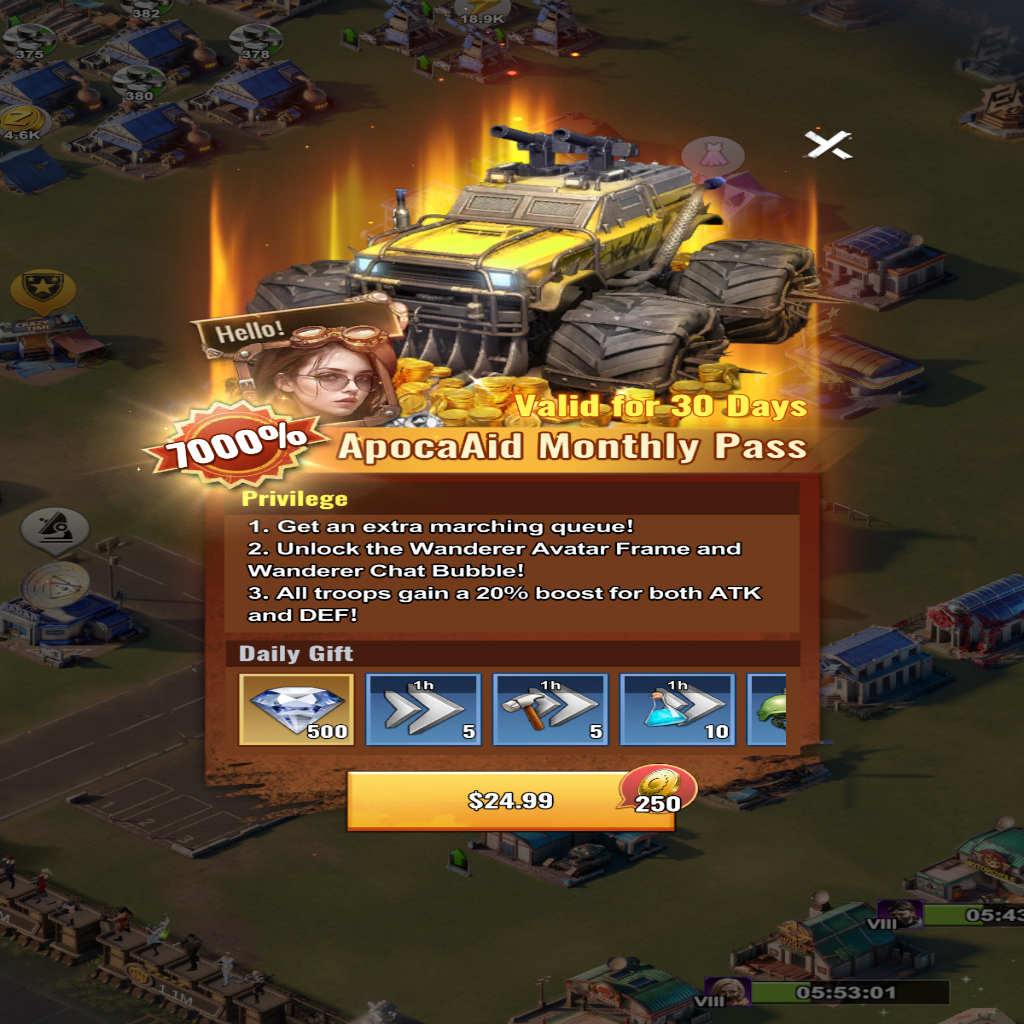 382
18.9K
375
378
380
4.6K
Hello!
CRAZY
TIME
Valid for 30 Days
7000%
ApocaAid Monthly Pass
Privilege
1. Get an extra marching queue!
2. Unlock the Wanderer Avatar Frame and
Wanderer Chat Bubble!
3. All troops gain a 20% boost for both ATK
and DEF!
Daily Gift
1h
1h
1h
500
5
5
10
$24.99
250
VIII
05:43
1.1M
VIII
05:53:01